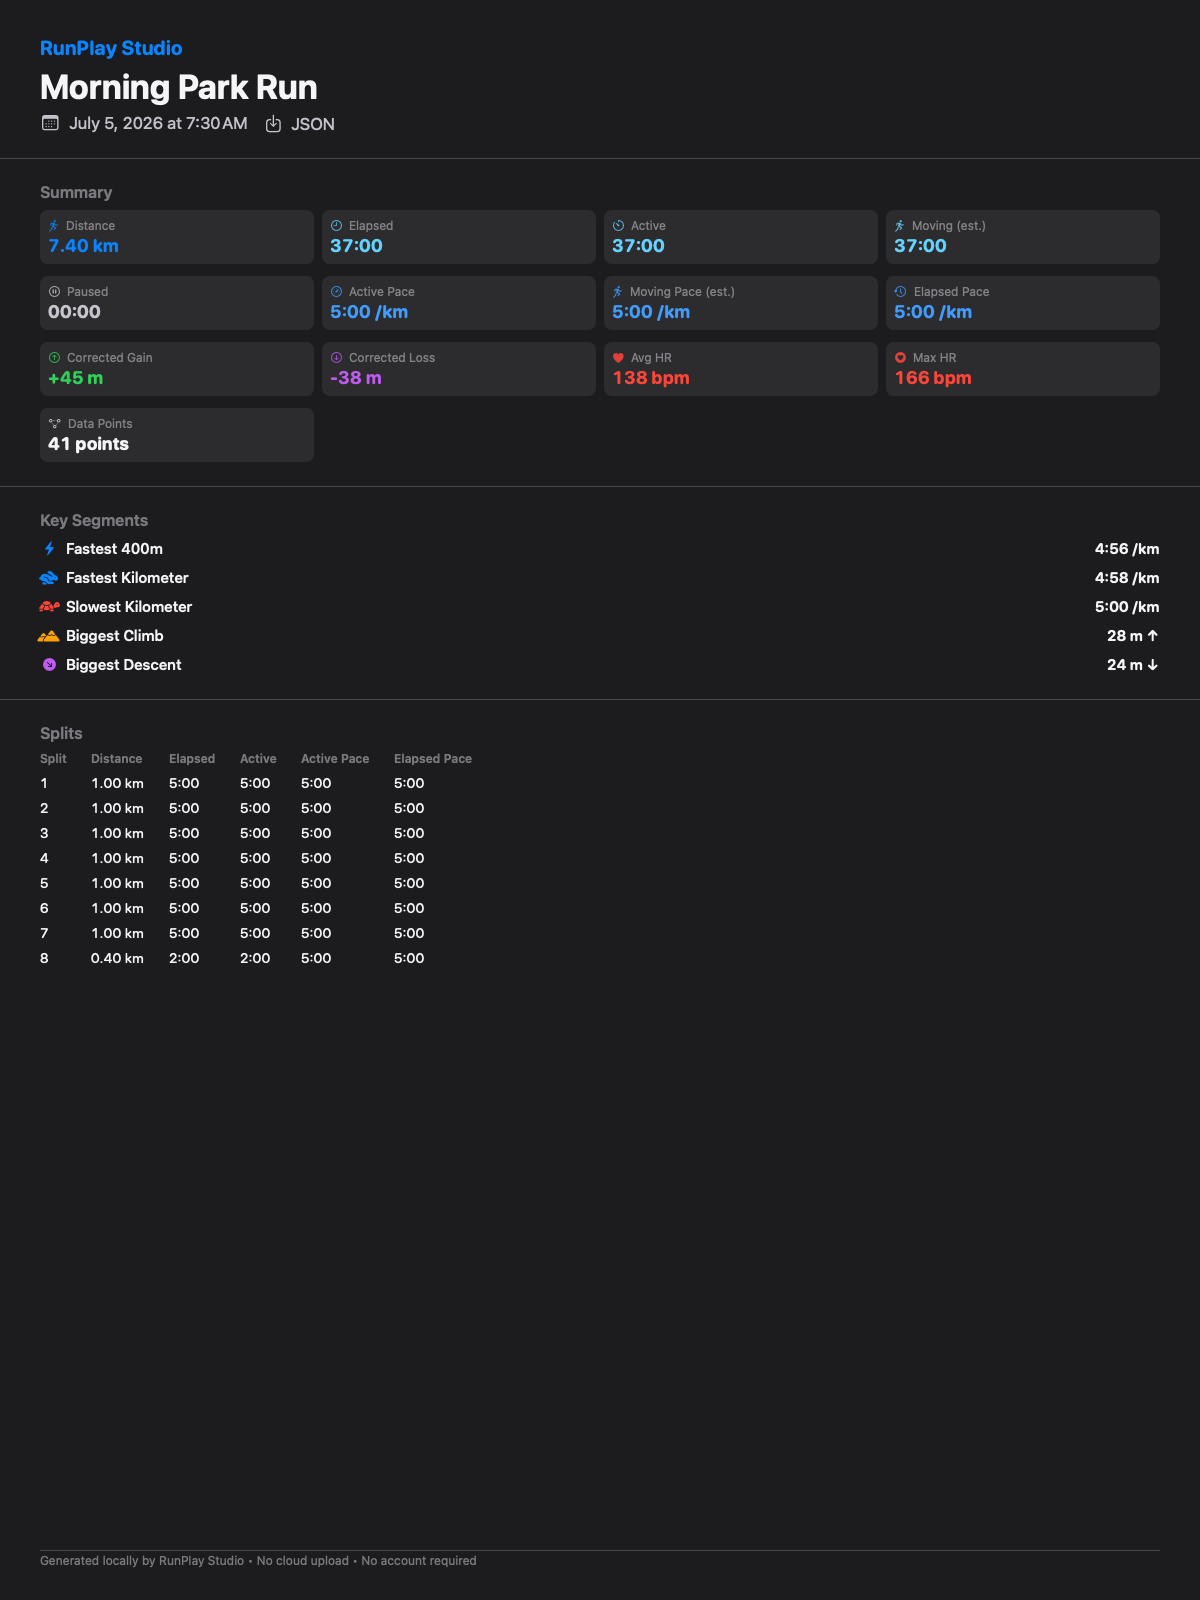 RunPlay Studio
Morning Park Run
July 5, 2026 at 7:30 AM JSON
Summary
Distance Elapsed Active Moving (est.)
7.40 km 37:00 37:00 37:00
Paused Active Pace Moving Pace (est.) Elapsed Pace
00:00 5:00 /km 5:00 /km 5:00 /km
Corrected Gain Corrected Loss Avg HR Max HR
+45 m -38 m 138 bpm 166 bpm
Data Points
41 points
Key Segments
Fastest 400m 4:56 /km
Fastest Kilometer 4:58 /km
Slowest Kilometer 5:00 /km
Biggest Climb 28 m ↑
Biggest Descent 24 m ↓
Splits
Split Distance Elapsed Active Active Pace Elapsed Pace
1 1.00 km 5:00 5:00 5:00 5:00
2 1.00 km 5:00 5:00 5:00 5:00
3 1.00 km 5:00 5:00 5:00 5:00
4 1.00 km 5:00 5:00 5:00 5:00
5 1.00 km 5:00 5:00 5:00 5:00
6 1.00 km 5:00 5:00 5:00 5:00
7 1.00 km 5:00 5:00 5:00 5:00
8 0.40 km 2:00 2:00 5:00 5:00
Generated locally by RunPlay Studio • No cloud upload • No account required